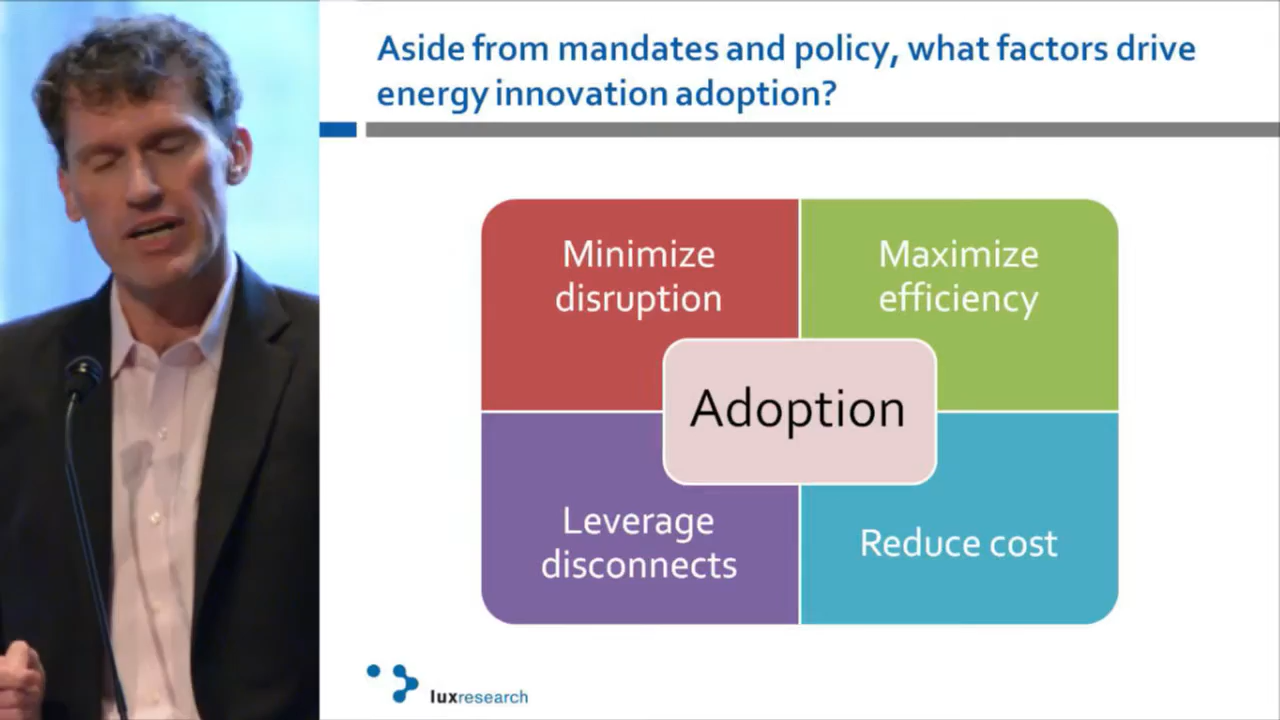 Aside from mandates and policy, what factors drive
energy innovation adoption?
Minimize
disruption
Maximize
efficiency
Adoption
Leverage
disconnects
Reduce cost
luxresearch